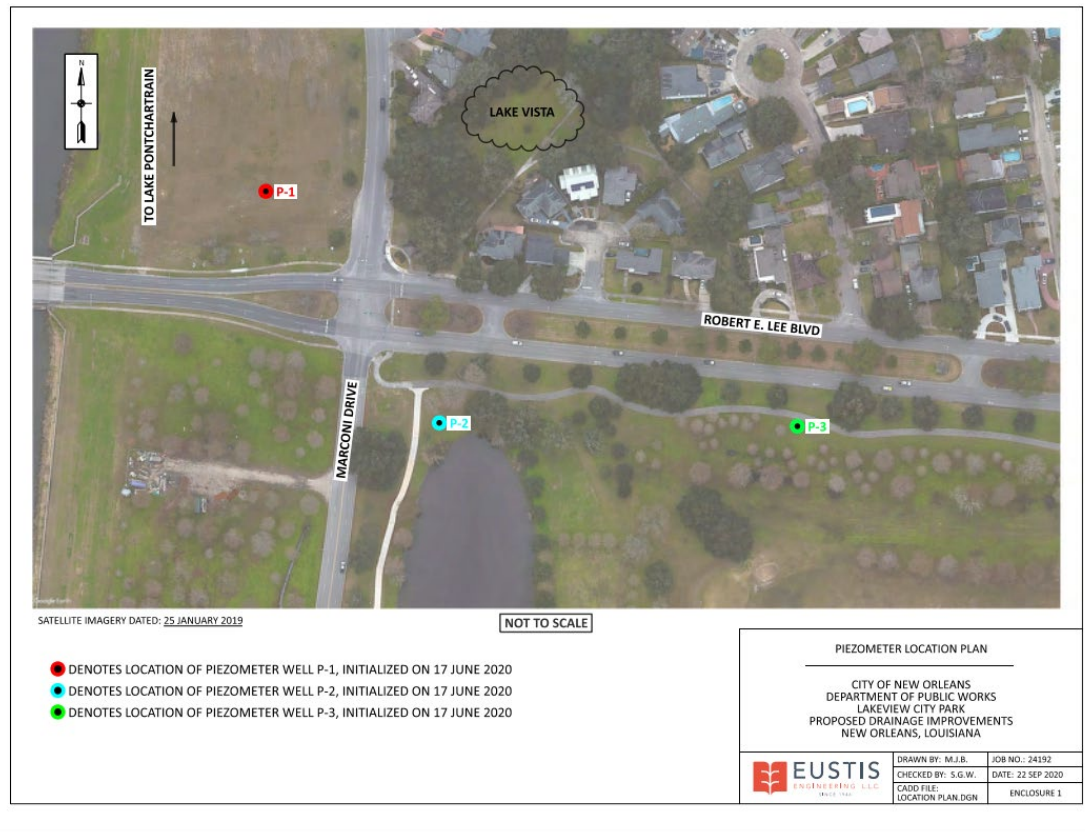 N
TO LAKE PONTCHARTRAIN
LAKE VISTA
P-1
ROBERT E. LEE BLVD
MARCONI DRIVE
P-2
P-3
Google Earth
SATELLITE IMAGERY DATED: 25 JANUARY 2019
NOT TO SCALE
DENOTES LOCATION OF PIEZOMETER WELL P-1, INITIALIZED ON 17 JUNE 2020
DENOTES LOCATION OF PIEZOMETER WELL P-2, INITIALIZED ON 17 JUNE 2020
DENOTES LOCATION OF PIEZOMETER WELL P-3, INITIALIZED ON 17 JUNE 2020
PIEZOMETER LOCATION PLAN
CITY OF NEW ORLEANS
DEPARTMENT OF PUBLIC WORKS
LAKEVIEW CITY PARK
PROPOSED DRAINAGE IMPROVEMENTS
NEW ORLEANS, LOUISIANA
EUSTIS
ENGINEERING L.L.C.
SINCE 1946
DRAWN BY: M.J.B.
JOB NO.: 24192
CHECKED BY: S.G.W.
DATE: 22 SEP 2020
CADD FILE:
LOCATION PLAN.DGN
ENCLOSURE 1